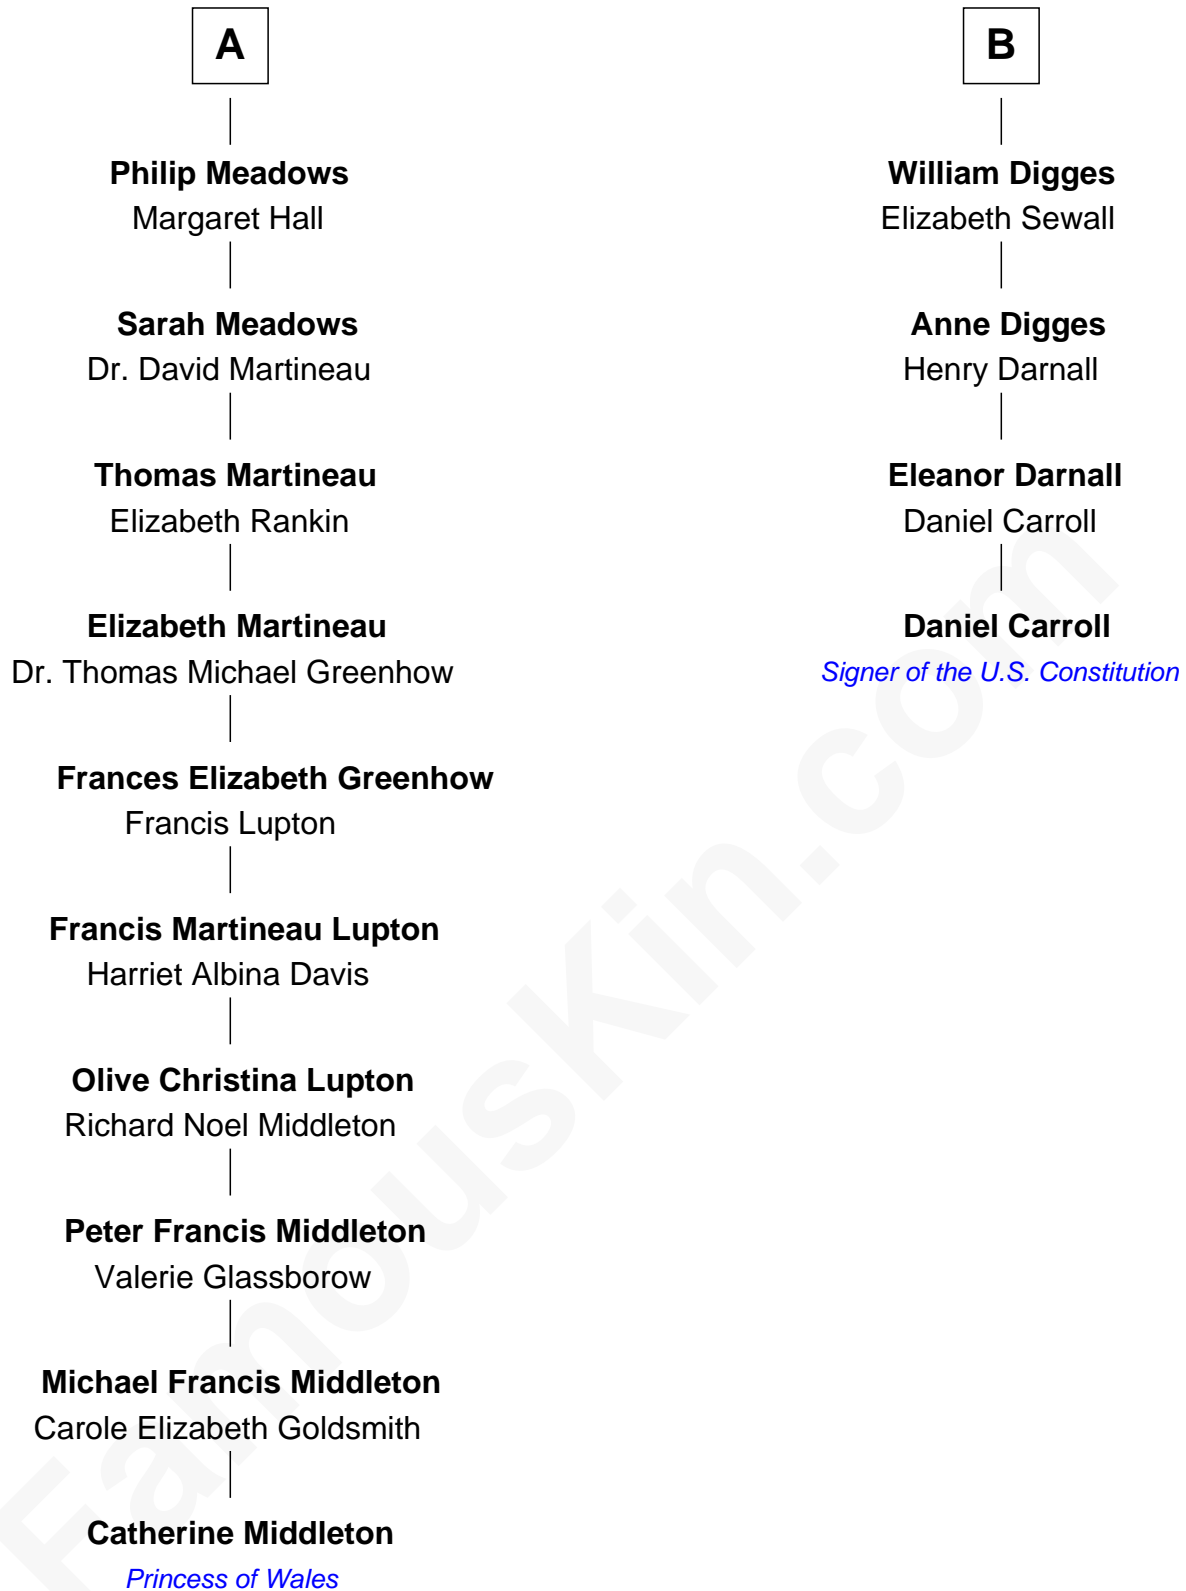 A
Philip Meadows
Margaret Hall
Sarah Meadows
Dr. David Martineau
Thomas Martineau
Elizabeth Rankin
Elizabeth Martineau
Dr. Thomas Michael Greenhow
Frances Elizabeth Greenhow
Francis Lupton
Francis Martineau Lupton
Harriet Albina Davis
Olive Christina Lupton
Richard Noel Middleton
Peter Francis Middleton
Valerie Glassborow
Michael Francis Middleton
Carole Elizabeth Goldsmith
Catherine Middleton
Princess of Wales
B
William Digges
Elizabeth Sewall
Anne Digges
Henry Darnall
Eleanor Darnall
Daniel Carroll
Daniel Carroll
Signer of the U.S. Constitution
FamousKin.com